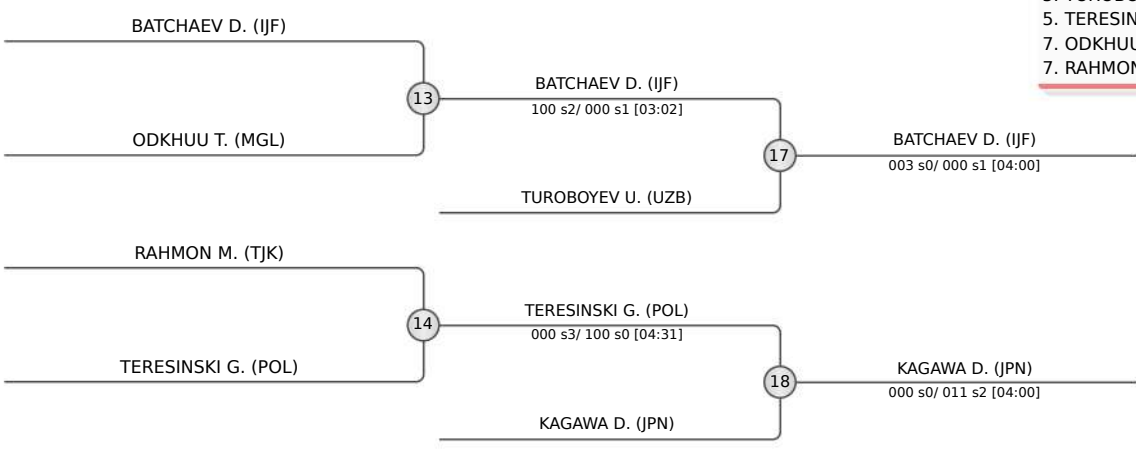 5. TERESIN
7. ODKHUU
7. RAHMON
BATCHAEV D. (IJF)
13
ODKHUU T. (MGL)
BATCHAEV D. (IJF)
100 s2/ 000 s1 [03:02]
17
TUROBOYEV U. (UZB)
BATCHAEV D. (IJF)
003 s0/ 000 s1 [04:00]
RAHMON M. (TJK)
14
TERESINSKI G. (POL)
TERESINSKI G. (POL)
000 s3/ 100 s0 [04:31]
18
KAGAWA D. (JPN)
KAGAWA D. (JPN)
000 s0/ 011 s2 [04:00]